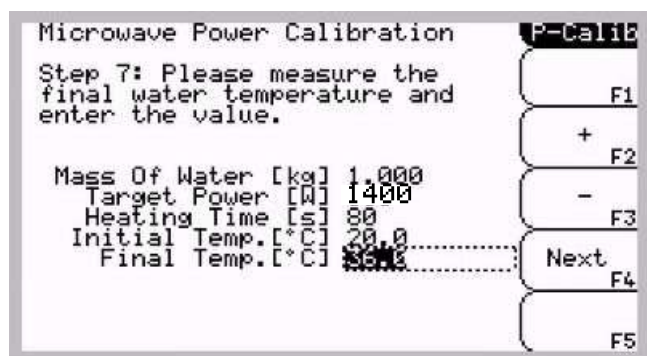 Microwave Power Calibration
P-Calib
Step 7: Please measure the
final water temperature and
enter the value.
F1
+
F2
Mass Of Water [kg] 1.000
Target Power [W] 1400
-
Heating Time [s] 80
F3
Initial Temp.[°C] 20.0
Final Temp.[°C] 36.0
Next
F4
F5